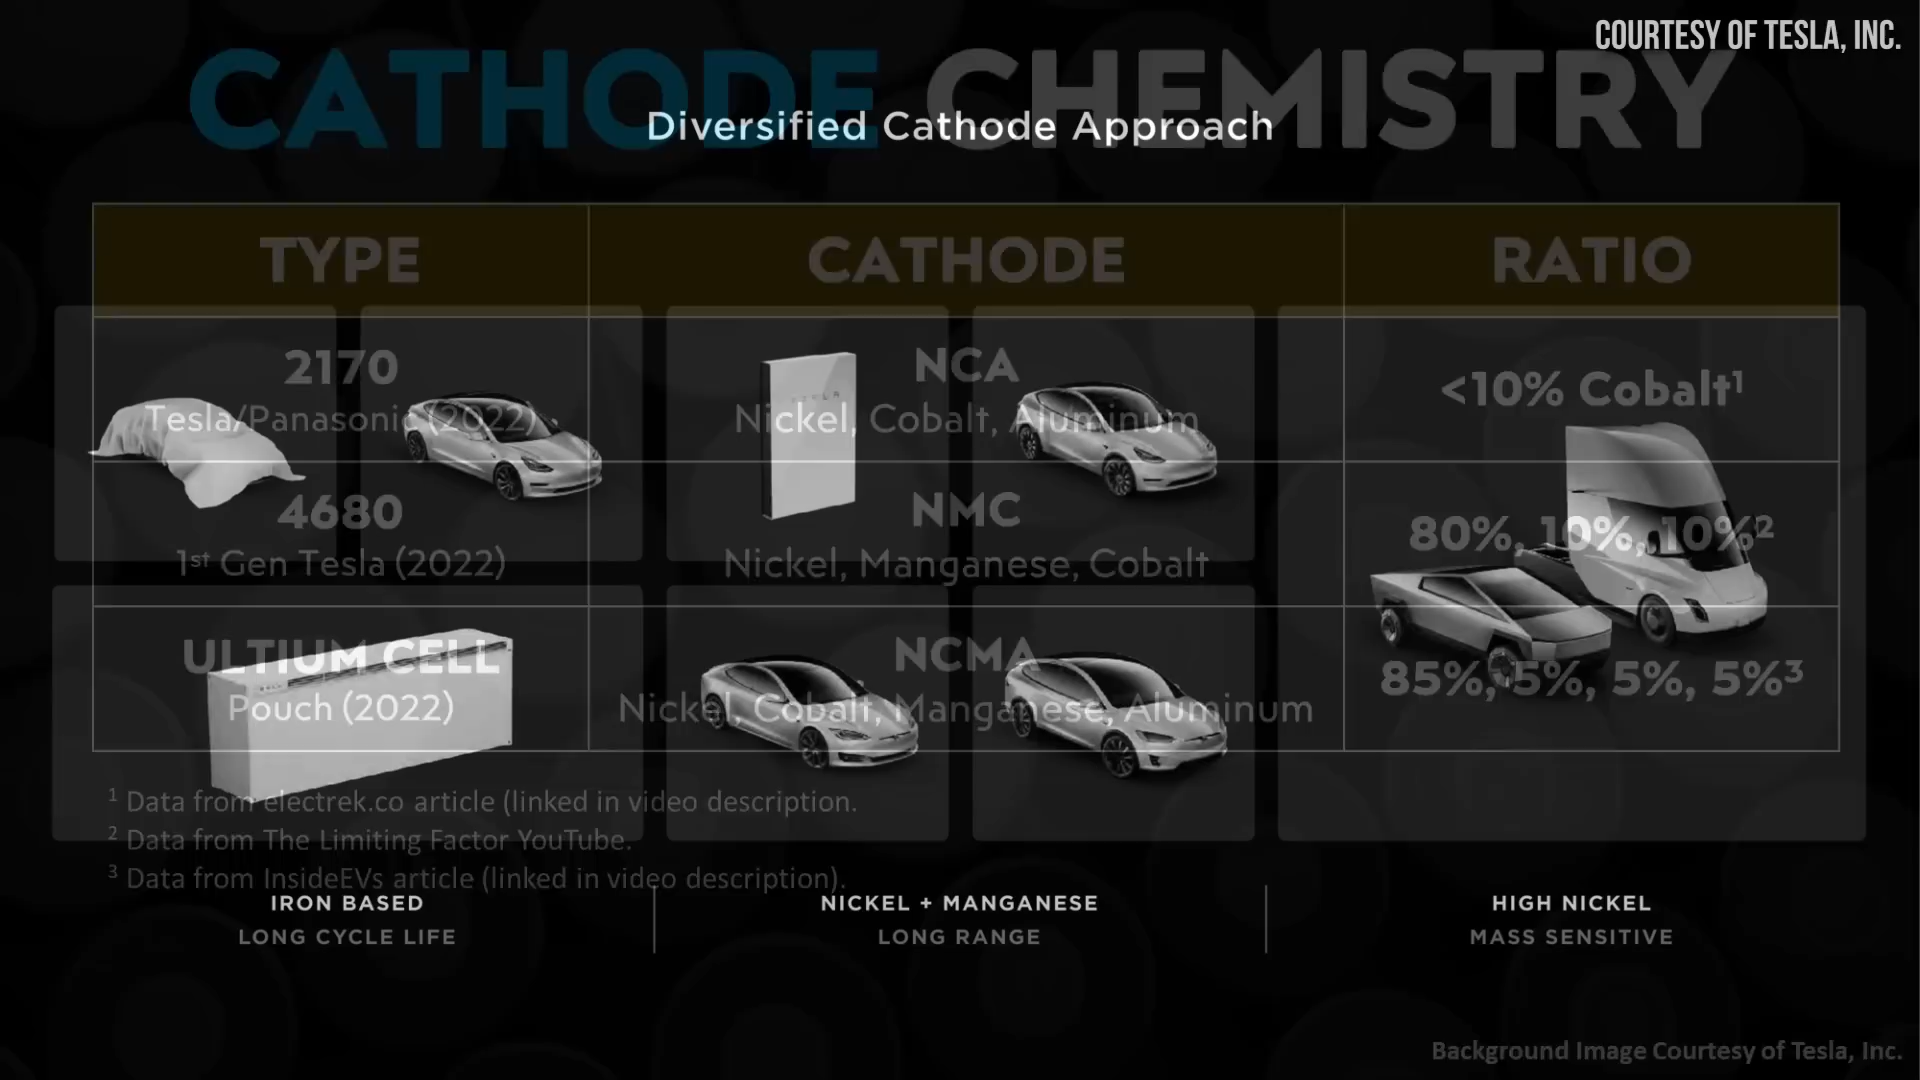 COURTESY OF TESLA, INC.
CATHODE CHEMISTRY
Diversified Cathode Approach
TYPE CATHODE RATIO
2170
Tesla/Panasonic (2022)
NCA
Nickel, Cobalt, Aluminum
<10% Cobalt¹
4680
1st Gen Tesla (2022)
NMC
Nickel, Manganese, Cobalt
80%, 10%, 10%²
ULTIUM CELL
Pouch (2022)
NCMA
Nickel, Cobalt, Manganese, Aluminum
85%, 5%, 5%, 5%³
¹ Data from electrek.co article (linked in video description.
² Data from The Limiting Factor YouTube.
³ Data from InsideEVs article (linked in video description).
IRON BASED
LONG CYCLE LIFE
NICKEL + MANGANESE
LONG RANGE
HIGH NICKEL
MASS SENSITIVE
Background Image Courtesy of Tesla, Inc.